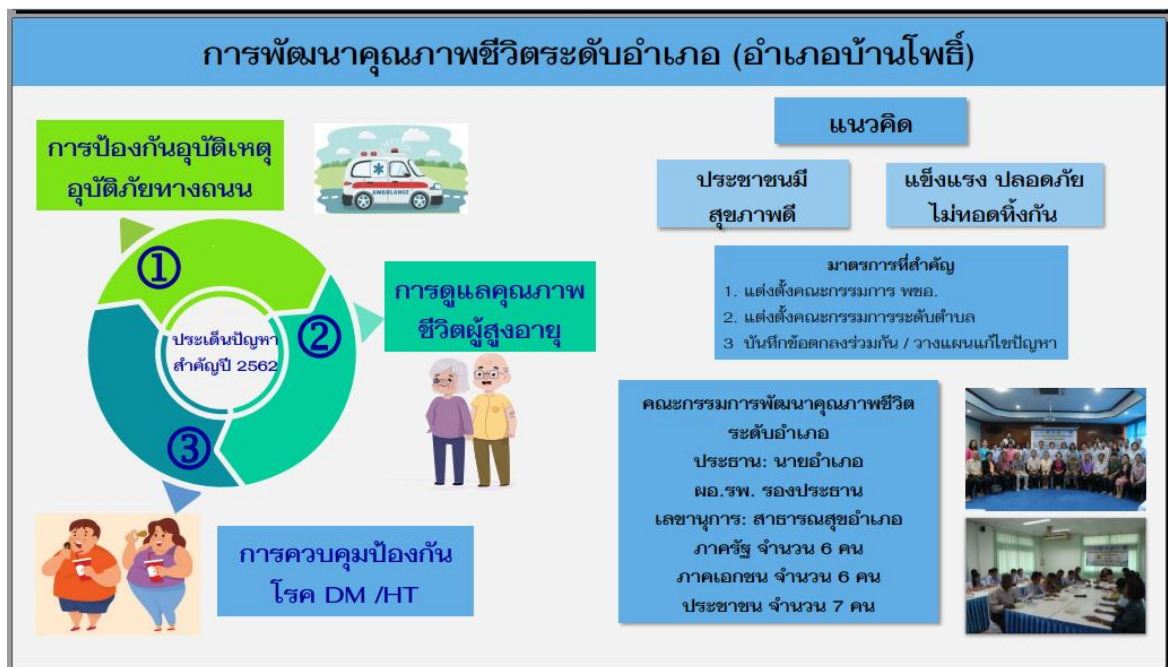 การพัฒนาคุณภาพชีวิตระดับอำเภอ (อำเภอบ้านโพธิ์)
การป้องกันอุบัติเหตุ
อุบัติภัยทางถนน
AMBULANCE
①
②
③
ประเด็นปัญหา
สำคัญปี 2562
การดูแลคุณภาพ
ชีวิตผู้สูงอายุ
การควบคุมป้องกัน
โรค DM /HT
แนวคิด
ประชาชนมี
สุขภาพดี
แข็งแรง ปลอดภัย
ไม่ทอดทิ้งกัน
มาตรการที่สำคัญ
1. แต่งตั้งคณะกรรมการ พชอ.
2. แต่งตั้งคณะกรรมการระดับตำบล
3 บันทึกข้อตกลงร่วมกัน / วางแผนแก้ไขปัญหา
คณะกรรมการพัฒนาคุณภาพชีวิต
ระดับอำเภอ
ประธาน: นายอำเภอ
ผอ.รพ. รองประธาน
เลขานุการ: สาธารณสุขอำเภอ
ภาครัฐ จำนวน 6 คน
ภาคเอกชน จำนวน 6 คน
ประชาชน จำนวน 7 คน